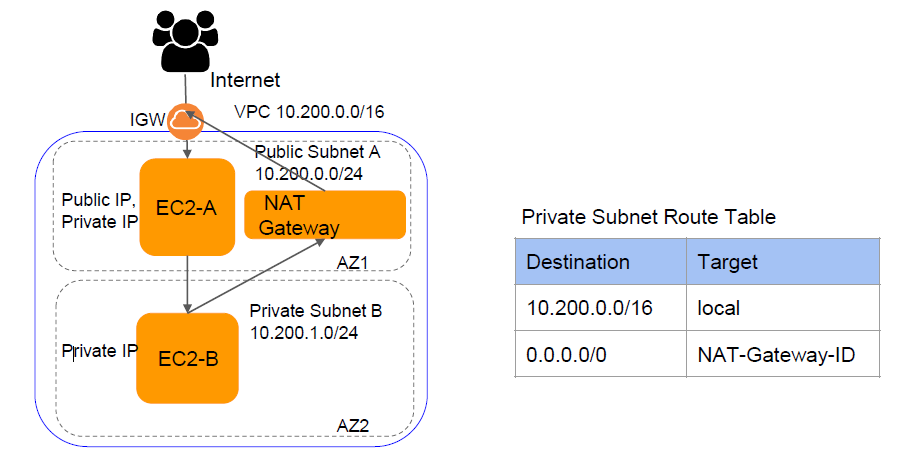 Internet
IGW
VPC 10.200.0.0/16
Public Subnet A
10.200.0.0/24
Public IP,
Private IP
EC2-A
NAT
Gateway
AZ1
Private Subnet B
10.200.1.0/24
Private IP
EC2-B
AZ2
Private Subnet Route Table
Destination Target
10.200.0.0/16 local
0.0.0.0/0 NAT-Gateway-ID